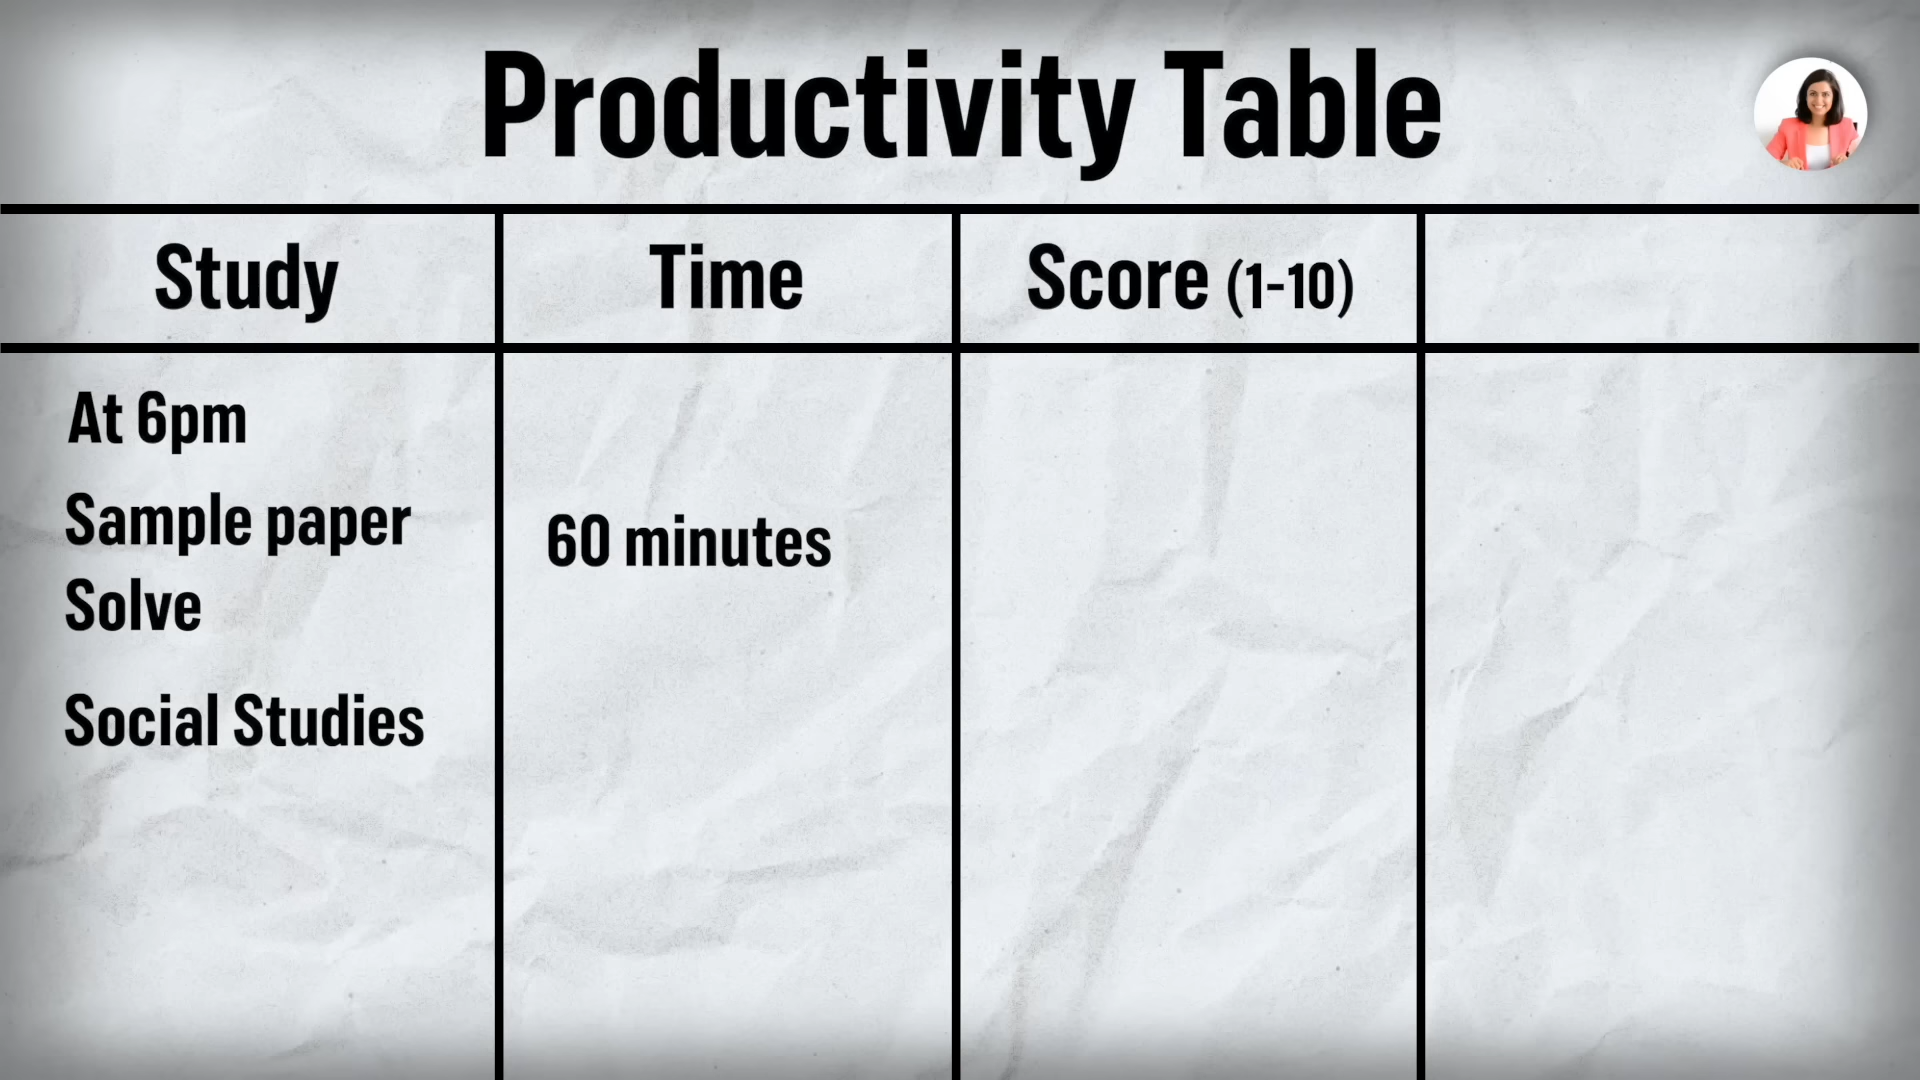 Productivity Table
Study
Time
Score (1-10)
At 6pm
Sample paper
Solve
60 minutes
Social Studies